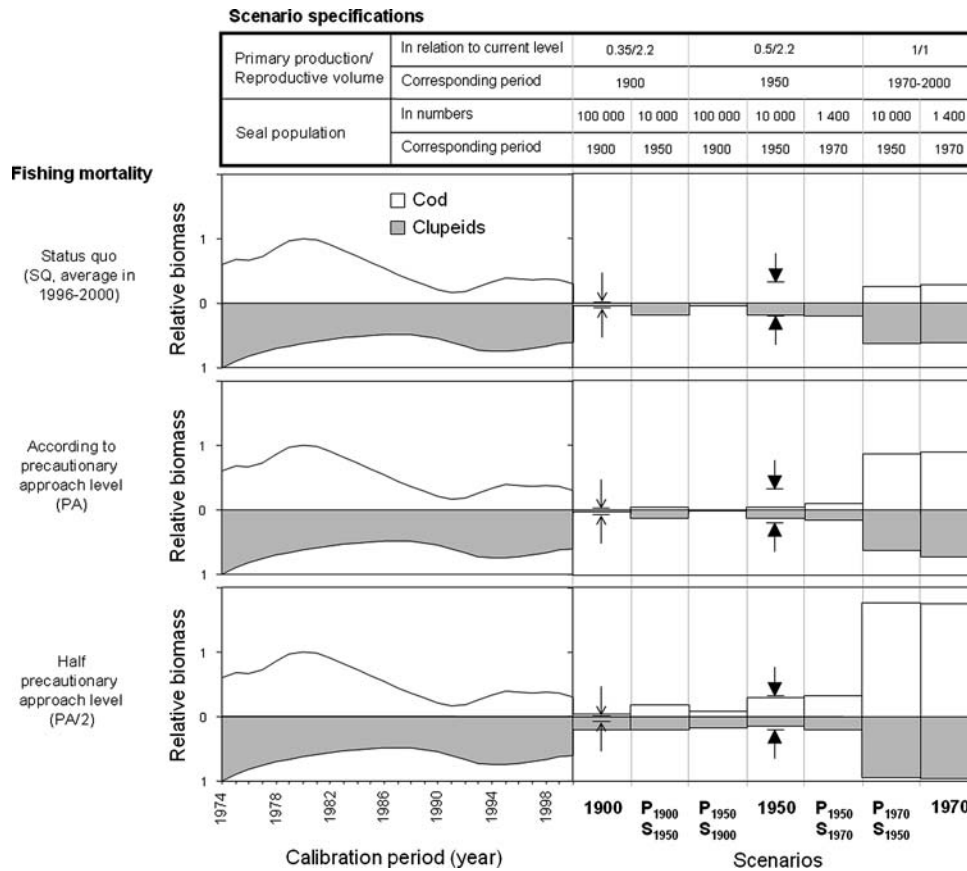 Scenario specifications
Primary production/
Reproductive volume
In relation to current level
0.35/2.2
0.5/2.2
1/1
Corresponding period
1900
1950
1970-2000
Seal population
In numbers
100 000
10 000
100 000
10 000
1 400
10 000
1 400
Corresponding period
1900
1950
1900
1950
1970
1950
1970
Fishing mortality
Status quo
(SQ, average in
1996-2000)
Relative biomass
1
0
1
Cod
Clupeids
According to
precautionary
approach level
(PA)
Relative biomass
1
0
1
Half
precautionary
approach level
(PA/2)
Relative biomass
1
0
1
1974
1978
1982
1986
1990
1994
1998
1900
P1900
S1950
P1950
S1900
1950
P1950
S1970
P1970
S1950
1970
Calibration period (year)
Scenarios